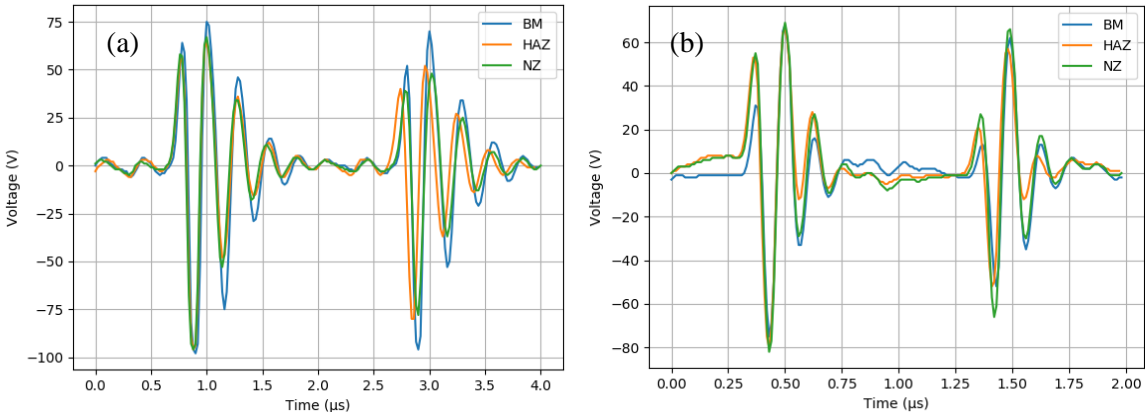 (a)
BM
HAZ
NZ
75
50
25
0
−25
−50
−75
−100
Voltage (V)
0.0 0.5 1.0 1.5 2.0 2.5 3.0 3.5 4.0
Time (μs)
(b)
BM
HAZ
NZ
60
40
20
0
−20
−40
−60
−80
Voltage (V)
0.00 0.25 0.50 0.75 1.00 1.25 1.50 1.75 2.00
Time (μs)